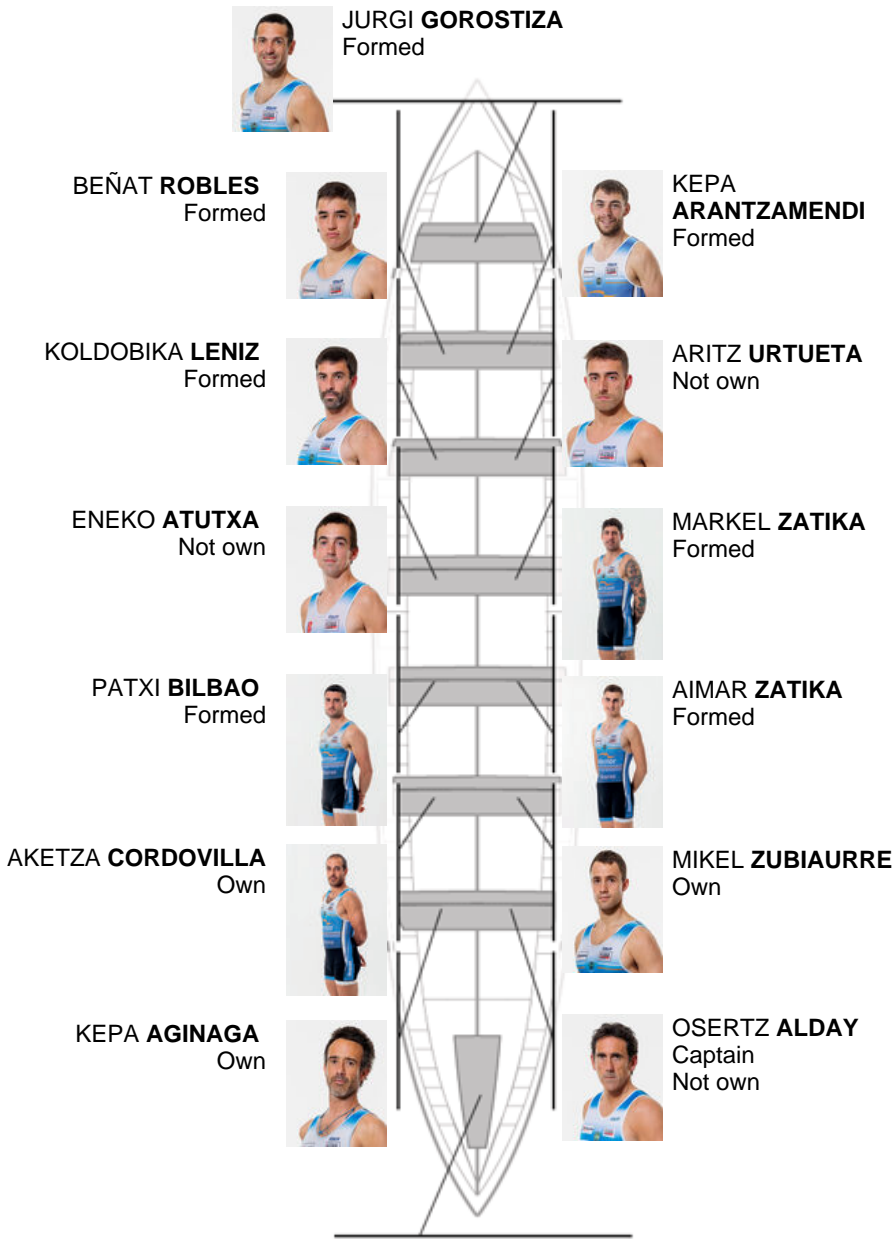 JURGI GOROSTIZA
Formed
BEÑAT ROBLES
Formed
KEPA
ARANTZAMENDI
Formed
KOLDOBIKA LENIZ
Formed
ARITZ URTUETA
Not own
ENEKO ATUTXA
Not own
MARKEL ZATIKA
Formed
PATXI BILBAO
Formed
AIMAR ZATIKA
Formed
AKETZA CORDOVILLA
Own
MIKEL ZUBIAURRE
Own
KEPA AGINAGA
Own
OSERTZ ALDAY
Captain
Not own